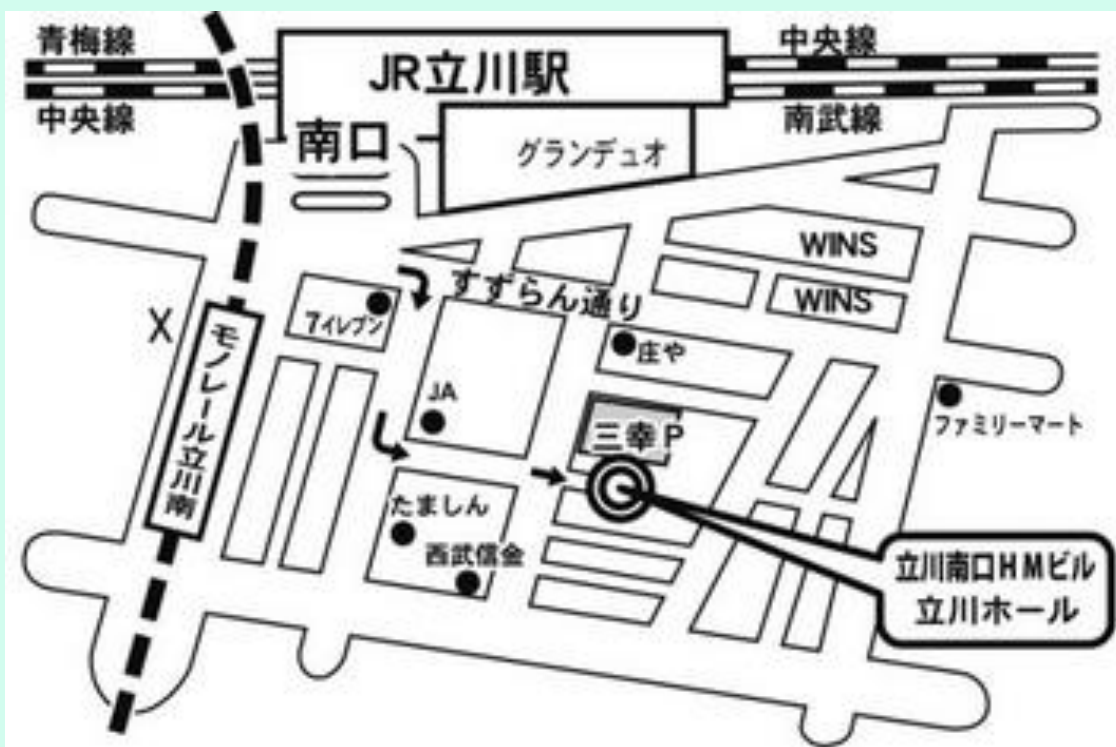 青梅線
中央線
JR立川駅
中央線
南武線
南口
グランデュオ
WINS
WINS
すずらん通り
7イレブン
庄や
モノレール立川南
JA
三幸P
ファミリーマート
たましん
西武信金
立川南口HMビル
立川ホール